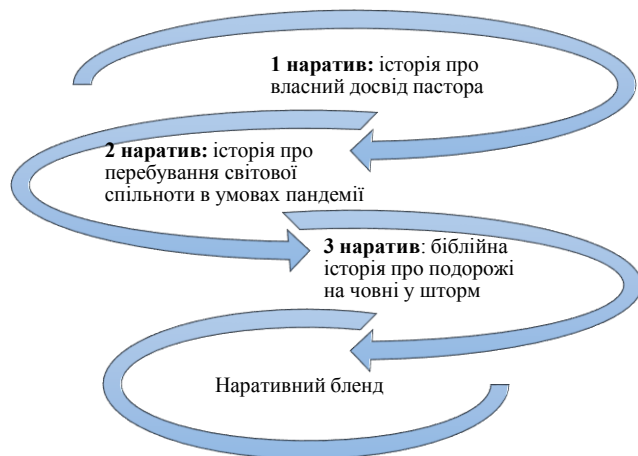 1 наратив: історія про
власний досвід пастора
2 наратив: історія про
перебування світової
спільноти в умовах пандемії
3 наратив: біблійна
історія про подорожі
на човні у шторм
Наративний бленд